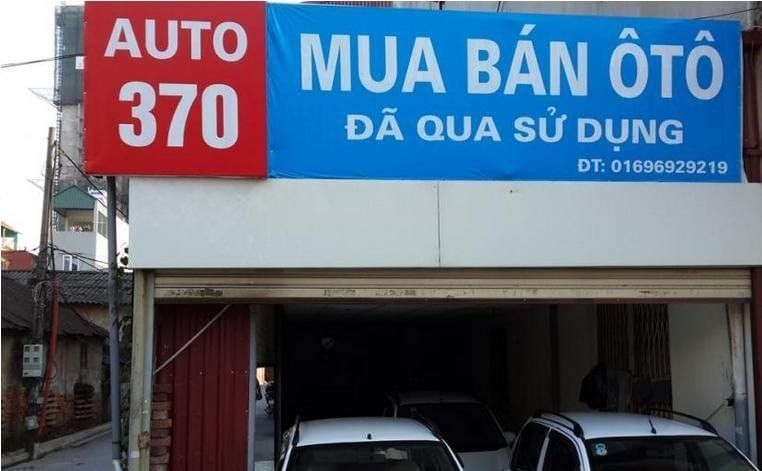 AUTO
370
MUA BÁN ÔTÔ
ĐÃ QUA SỬ DỤNG
ĐT: 01696929219